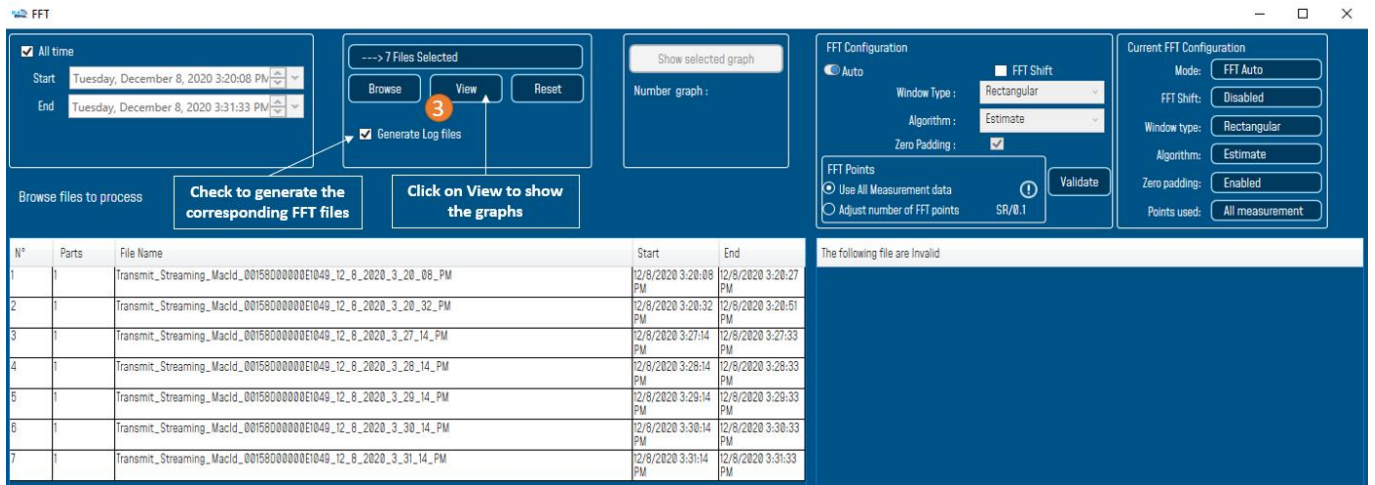 FFT
All time
Start Tuesday, December 8, 2020 3:20:08 PM
End Tuesday, December 8, 2020 3:31:33 PM
---> 7 Files Selected
Browse View Reset
3
Generate Log files
Show selected graph
Number graph :
FFT Configuration
Auto FFT Shift
Window Type : Rectangular
Algorithm : Estimate
Zero Padding :
FFT Points
Use All Measurement data
Adjust number of FFT points SR/0.1
Validate
Current FFT Configuration
Mode: FFT Auto
FFT Shift: Disabled
Window type: Rectangular
Algorithm: Estimate
Zero padding: Enabled
Points used: All measurement
Browse files to process
Check to generate the
corresponding FFT files
Click on View to show
the graphs
N° Parts File Name Start End
1 1 Transmit_Streaming_MacId_00158D00000E1049_12_8_2020_3_20_08_PM 12/8/2020 3:20:08 PM 12/8/2020 3:20:27 PM
2 1 Transmit_Streaming_MacId_00158D00000E1049_12_8_2020_3_20_32_PM 12/8/2020 3:20:32 PM 12/8/2020 3:20:51 PM
3 1 Transmit_Streaming_MacId_00158D00000E1049_12_8_2020_3_27_14_PM 12/8/2020 3:27:14 PM 12/8/2020 3:27:33 PM
4 1 Transmit_Streaming_MacId_00158D00000E1049_12_8_2020_3_28_14_PM 12/8/2020 3:28:14 PM 12/8/2020 3:28:33 PM
5 1 Transmit_Streaming_MacId_00158D00000E1049_12_8_2020_3_29_14_PM 12/8/2020 3:29:14 PM 12/8/2020 3:29:33 PM
6 1 Transmit_Streaming_MacId_00158D00000E1049_12_8_2020_3_30_14_PM 12/8/2020 3:30:14 PM 12/8/2020 3:30:33 PM
7 1 Transmit_Streaming_MacId_00158D00000E1049_12_8_2020_3_31_14_PM 12/8/2020 3:31:14 PM 12/8/2020 3:31:33 PM
The following file are Invalid